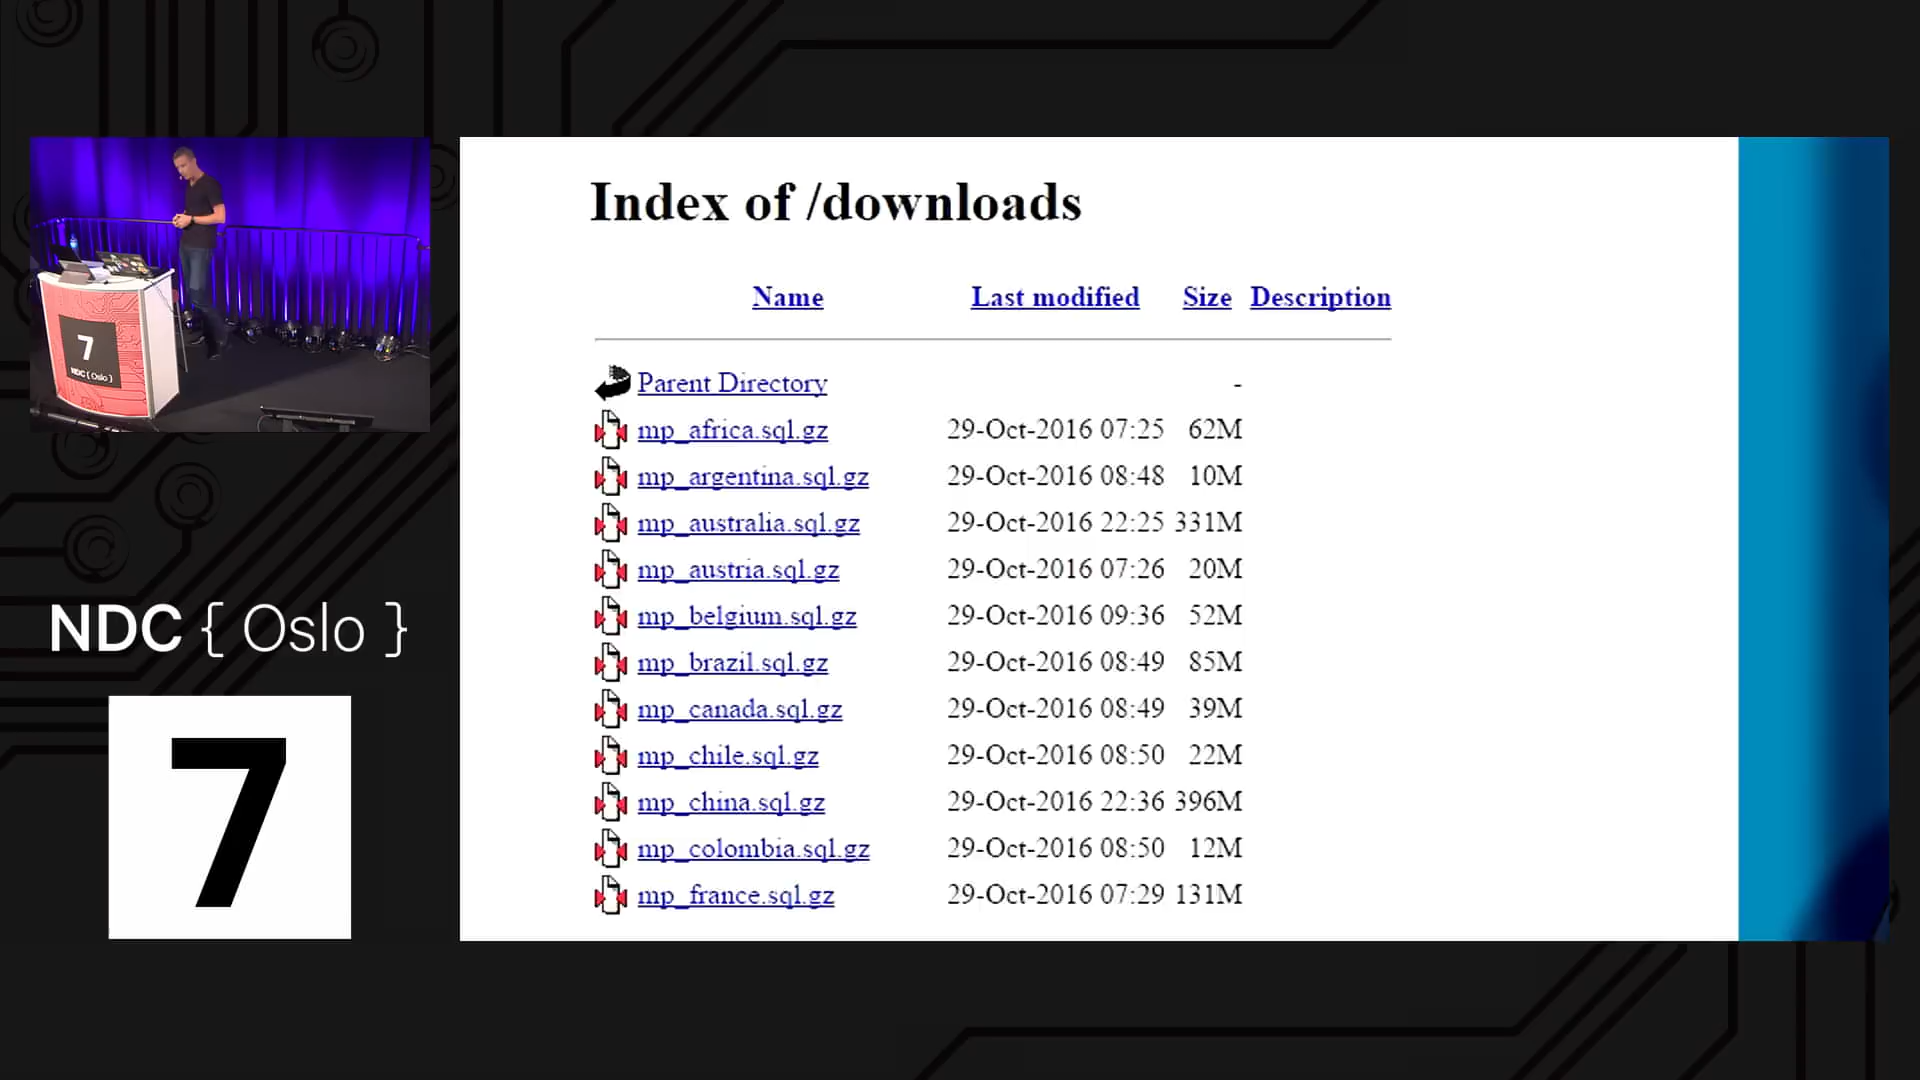 Index of /downloads
Name Last modified Size Description
Parent Directory -
mp_africa.sql.gz 29-Oct-2016 07:25 62M
mp_argentina.sql.gz 29-Oct-2016 08:48 10M
mp_australia.sql.gz 29-Oct-2016 22:25 331M
mp_austria.sql.gz 29-Oct-2016 07:26 20M
mp_belgium.sql.gz 29-Oct-2016 09:36 52M
mp_brazil.sql.gz 29-Oct-2016 08:49 85M
mp_canada.sql.gz 29-Oct-2016 08:49 39M
mp_chile.sql.gz 29-Oct-2016 08:50 22M
mp_china.sql.gz 29-Oct-2016 22:36 396M
mp_colombia.sql.gz 29-Oct-2016 08:50 12M
mp_france.sql.gz 29-Oct-2016 07:29 131M
7
NDC { Oslo }
NDC { Oslo }
7